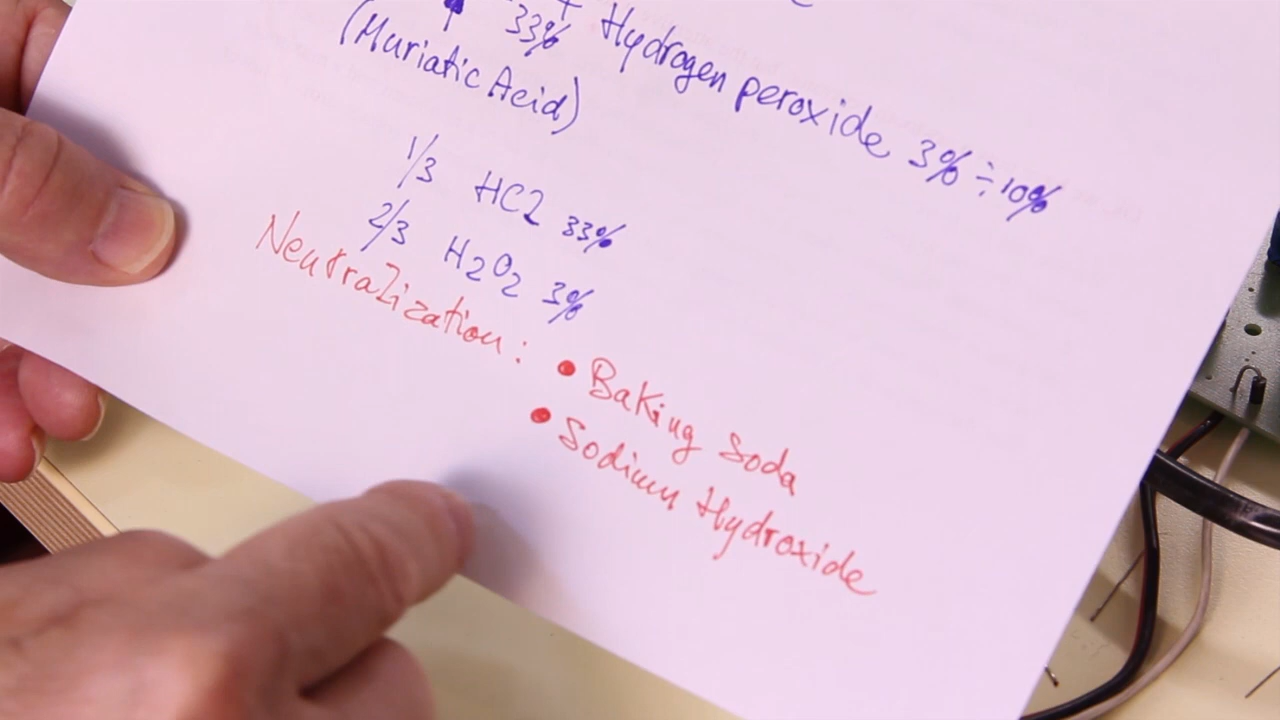 33% + Hydrogen peroxide 3% ÷ 10%
(Muriatic Acid)
1/3 HCl 33%
2/3 H2O2 3%
Neutralization:
• Baking Soda
• Sodium Hydroxide